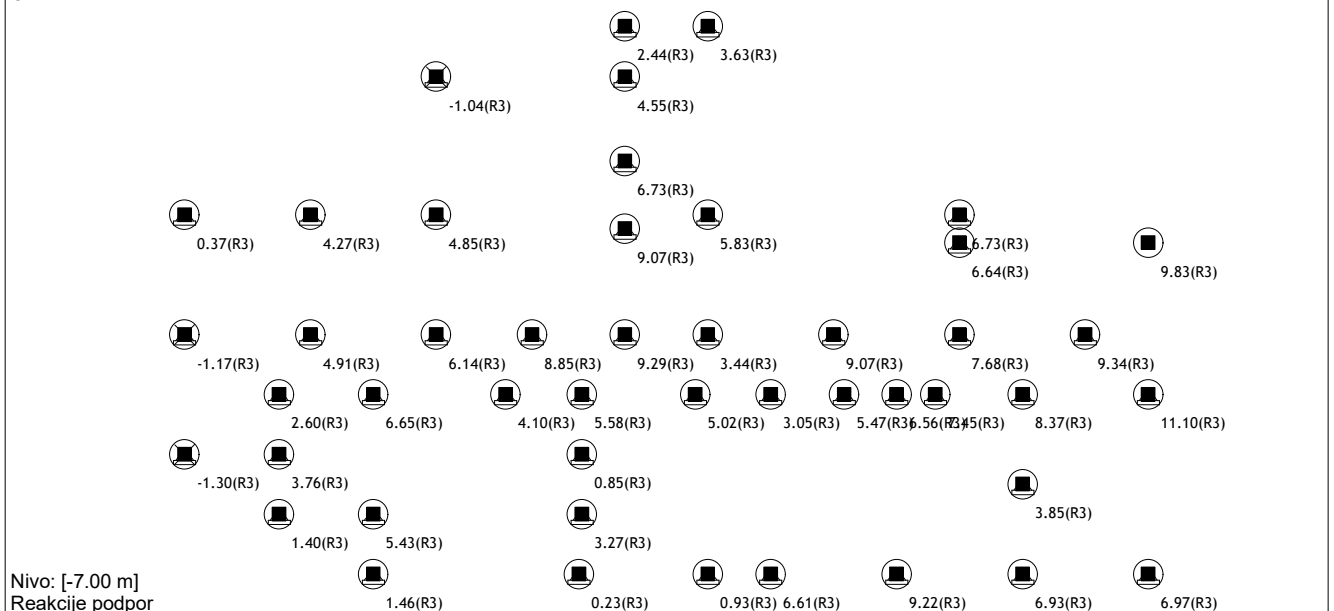 2.44(R3) 3.63(R3)
-1.04(R3) 4.55(R3)
6.73(R3)
0.37(R3) 4.27(R3) 4.85(R3) 9.07(R3) 5.83(R3) 6.73(R3)
6.64(R3) 9.83(R3)
-1.17(R3) 4.91(R3) 6.14(R3) 8.85(R3) 9.29(R3) 3.44(R3) 9.07(R3) 7.68(R3) 9.34(R3)
2.60(R3) 6.65(R3) 4.10(R3) 5.58(R3) 5.02(R3) 3.05(R3) 5.47(R3) 6.56(R3) 7.45(R3) 8.37(R3) 11.10(R3)
-1.30(R3) 3.76(R3) 0.85(R3)
3.85(R3)
1.40(R3) 5.43(R3) 3.27(R3)
Nivo: [-7.00 m]
Reakcije podpor 1.46(R3) 0.23(R3) 0.93(R3) 6.61(R3) 9.22(R3) 6.93(R3) 6.97(R3)